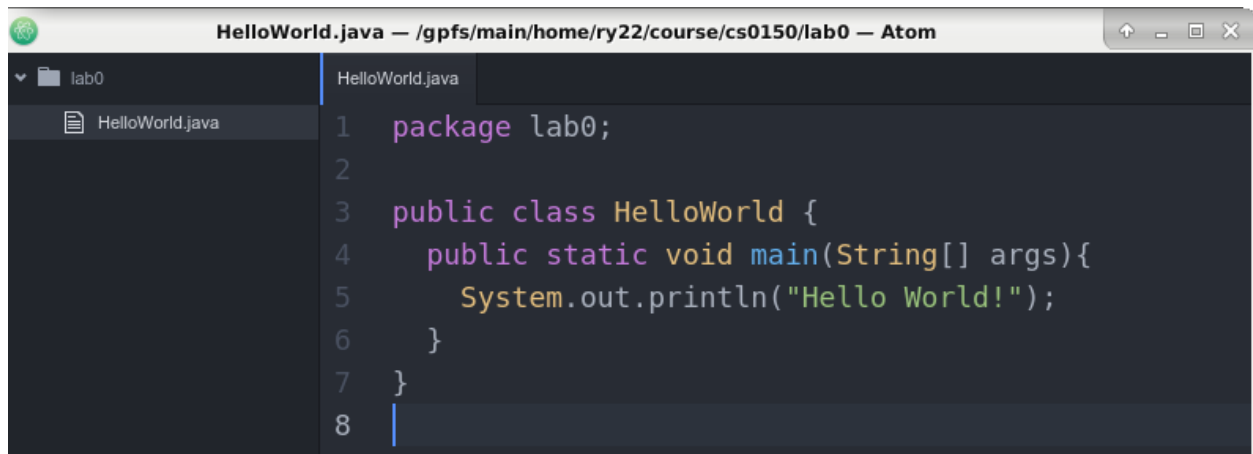 HelloWorld.java — /gpfs/main/home/ry22/course/cs0150/lab0 — Atom
lab0
HelloWorld.java
HelloWorld.java
1 package lab0;
2
3 public class HelloWorld {
4   public static void main(String[] args){
5     System.out.println("Hello World!");
6   }
7 }
8